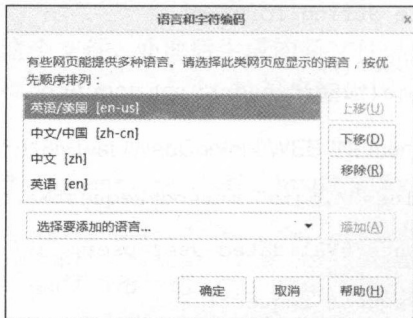 语言和字符编码 ×
有些网页能提供多种语言。请选择此类网页应显示的语言，按优
先顺序排列：
英语/美国 [en-us] 上移(U)
中文/中国 [zh-cn] 下移(D)
中文 [zh] 移除(R)
英语 [en]
选择要添加的语言... 添加(A)
确定 取消 帮助(H)